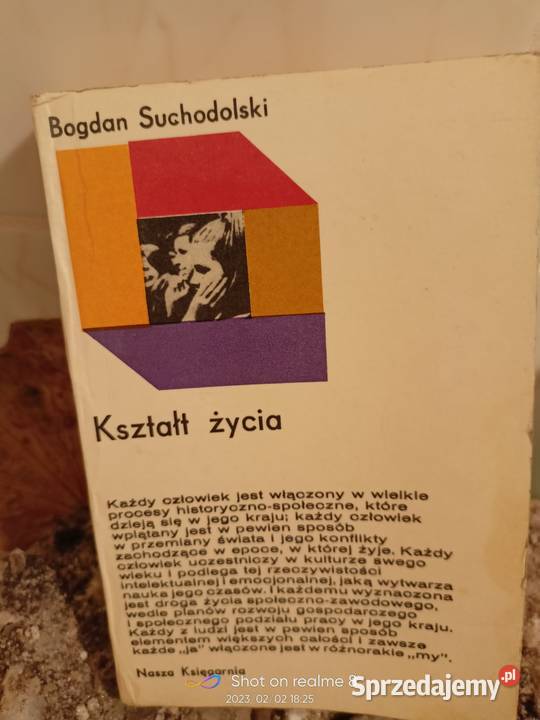 Bogdan Suchodolski
Kształt życia
Każdy człowiek jest włączony w wielkie
procesy historyczno-społeczne, które
dzieją się w jego kraju; każdy człowiek
wplątany jest w pewien sposób
w przemiany świata i jego konflikty
zachodzące w epoce, w której żyje. Każdy
człowiek uczestniczy w kulturze swego
wieku i podlega tej rzeczywistości
intelektualnej i emocjonalnej, jaką wytwarza
nauka jego czasów. I każdemu wyznaczona
jest droga życia społeczno-zawodowego,
wedle planów rozwoju gospodarczego
i społecznego podziału pracy w jego kraju.
Każdy z ludzi jest w pewien sposób
elementem większych całości i zawsze
każde „ja" włączone jest w różnorakie „my".
Nasza Księgarnia
Shot on realme 8
2023/02/02 18:25
Sprzedajemy.pl